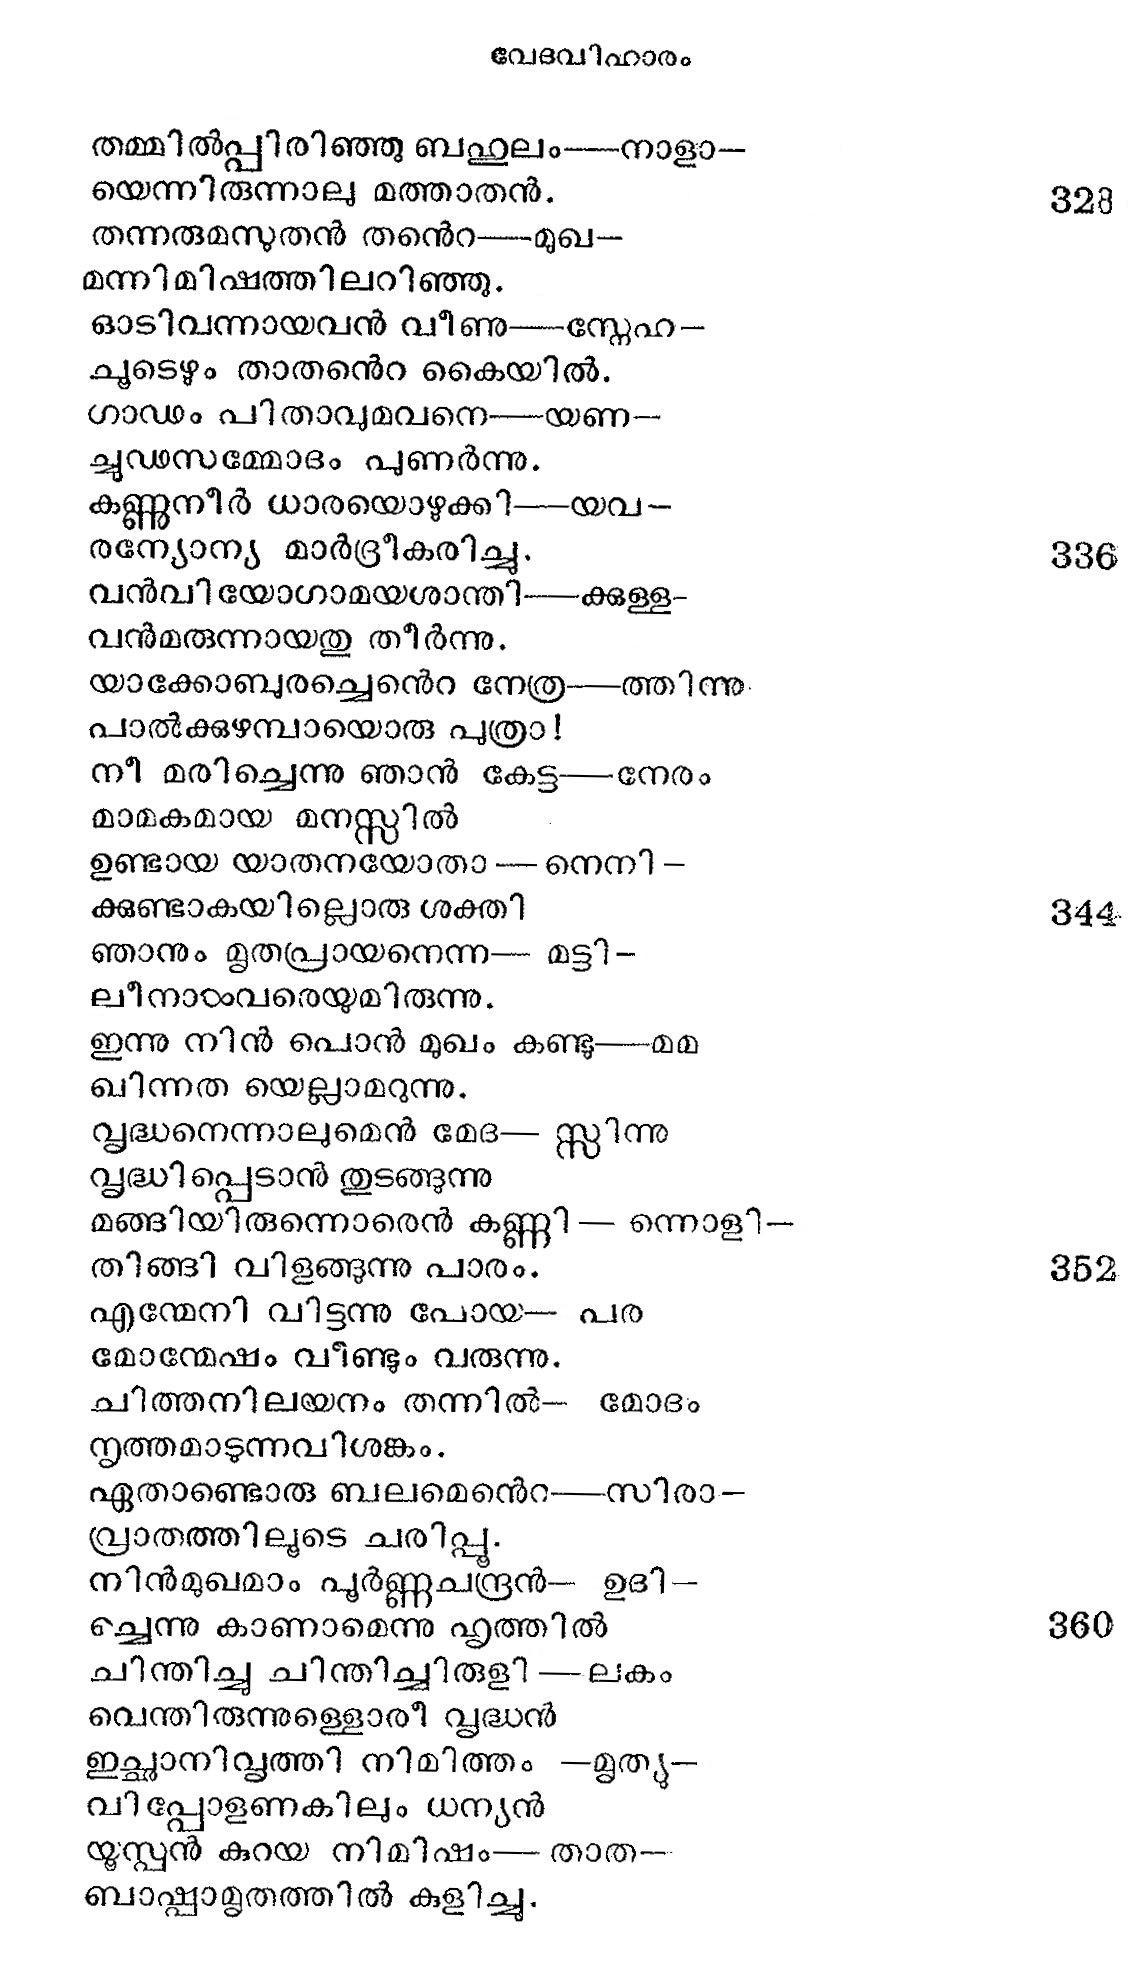 വേദവിഹാരം
തമ്മിൽപ്പിരിഞ്ഞു ബഹുലം——നാളാ—
യെന്നിരുന്നാലു മത്താതൻ. 328
തന്നരുമസുതൻ തൻെറ——മുഖ—
മന്നിമിഷത്തിലറിഞ്ഞു.
ഓടിവന്നായവൻ വീണു——സ്നേഹ—
ച്ചൂടെഴും താതൻെറ കൈയിൽ.
ഗാഢം പിതാവുമവനെ——യണ—
ച്ചൂഢസമ്മോദം പുണർന്നു.
കണ്ണുനീർ ധാരയൊഴുക്കി——യവ—
രന്യോന്യ മാർദ്രീകരിച്ചു. 336
വൻവിയോഗാമയശാന്തി——ക്കുള്ള-
വൻമരുന്നായതു തീർന്നു.
യാക്കോബുരച്ചെൻെറ നേത്ര——ത്തിന്നു
പാൽക്കുഴമ്പായൊരു പുത്രാ!
നീ മരിച്ചെന്നു ഞാൻ കേട്ട——നേരം
മാമകമായ മനസ്സിൽ
ഉണ്ടായ യാതനയോതാ — നെനി—
ക്കുണ്ടാകയില്ലൊരു ശക്തി 344
ഞാനും മൃതപ്രായനെന്ന— മട്ടി—
ലീനാൾവരെയുമിരുന്നു.
ഇന്നു നിൻ പൊൻ മുഖം കണ്ടു——മമ
ഖിന്നത യെല്ലാമറുന്നു.
വൃദ്ധനെന്നാലുമെൻ മേദ— സ്സിന്നു
വൃദ്ധിപ്പെടാൻ തുടങ്ങുന്നു
മങ്ങിയിരുന്നൊരെൻ കണ്ണി — ന്നൊളി—
തിങ്ങി വിളങ്ങുന്നു പാരം. 352
എന്മേനി വിട്ടന്നു പോയ— പര
മോന്മേഷം വീണ്ടും വരുന്നു.
ചിത്തനിലയനം തന്നിൽ— മോദം
നൃത്തമാടുന്നവിശങ്കം.
ഏതാണ്ടൊരു ബലമെൻെറ——സിരാ—
വ്രാതത്തിലൂടെ ചരിപ്പൂ.
നിൻമുഖമാം പൂർണ്ണചന്ദ്രൻ— ഉദി—
ച്ചെന്നു കാണാമെന്നു ഹൃത്തിൽ 360
ചിന്തിച്ചു ചിന്തിച്ചിരുളി — ലകം
വെന്തിരുന്നുള്ളൊരീ വൃദ്ധൻ
ഇച്ഛാനിവൃത്തി നിമിത്തം —മൃത്യു—
വിപ്പോളണകിലും ധന്യൻ
യൂസ്പൻ കുറയ നിമിഷം— താത—
ബാഷ്പാമൃതത്തിൽ കുളിച്ചു.